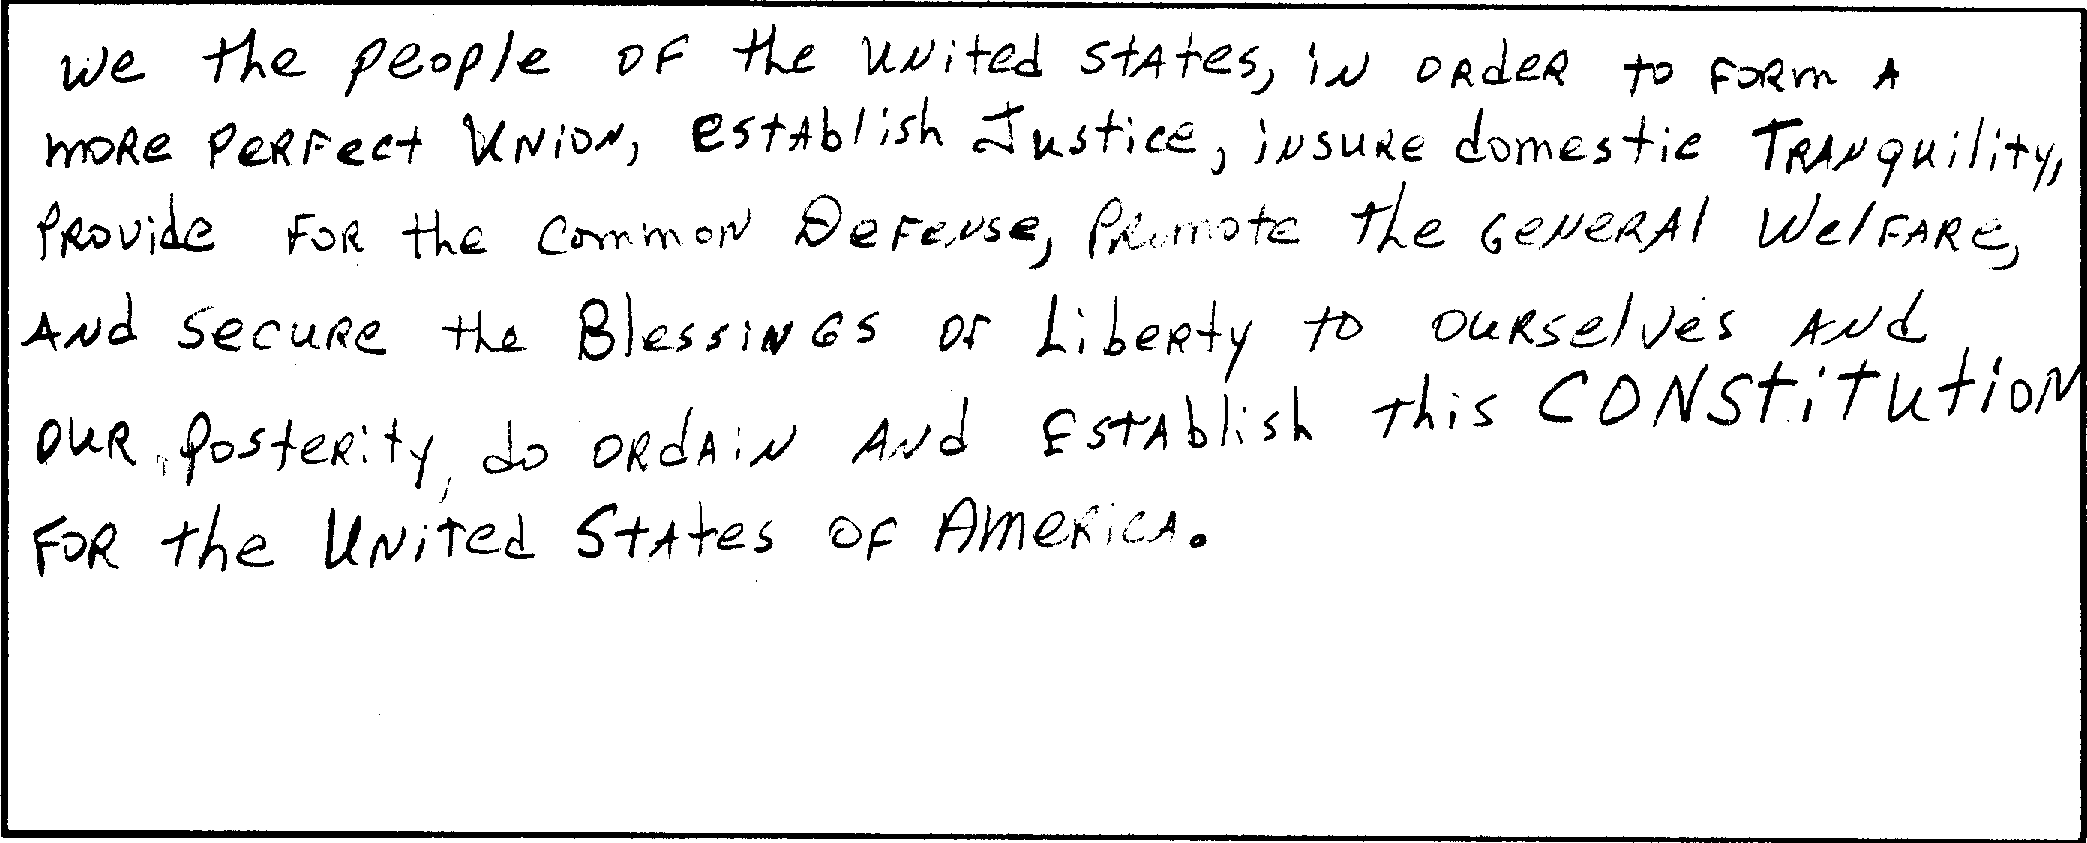 We the people of the United States, in order to form a
more perfect Union, establish Justice, insure domestic Tranquility,
Provide for the common Defense, Promote the General Welfare,
and secure the Blessings of Liberty to ourselves and
our Posterity, do ordain and Establish this CONSTITUTION
for the United States of America.